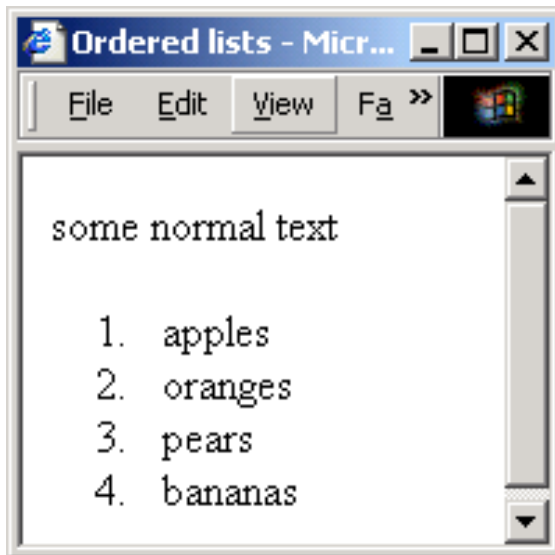 Ordered lists - Micr...
File Edit View Fa »
some normal text
1. apples
2. oranges
3. pears
4. bananas